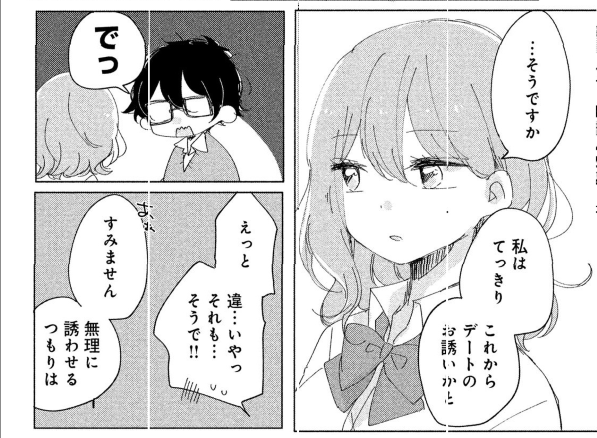 …そうですか
私は
てっきり
これから
デートの
お誘いかと
でっ
えっと
違…いやっ
それも…
そうで!!
すみません
無理に
誘わせる
つもりは